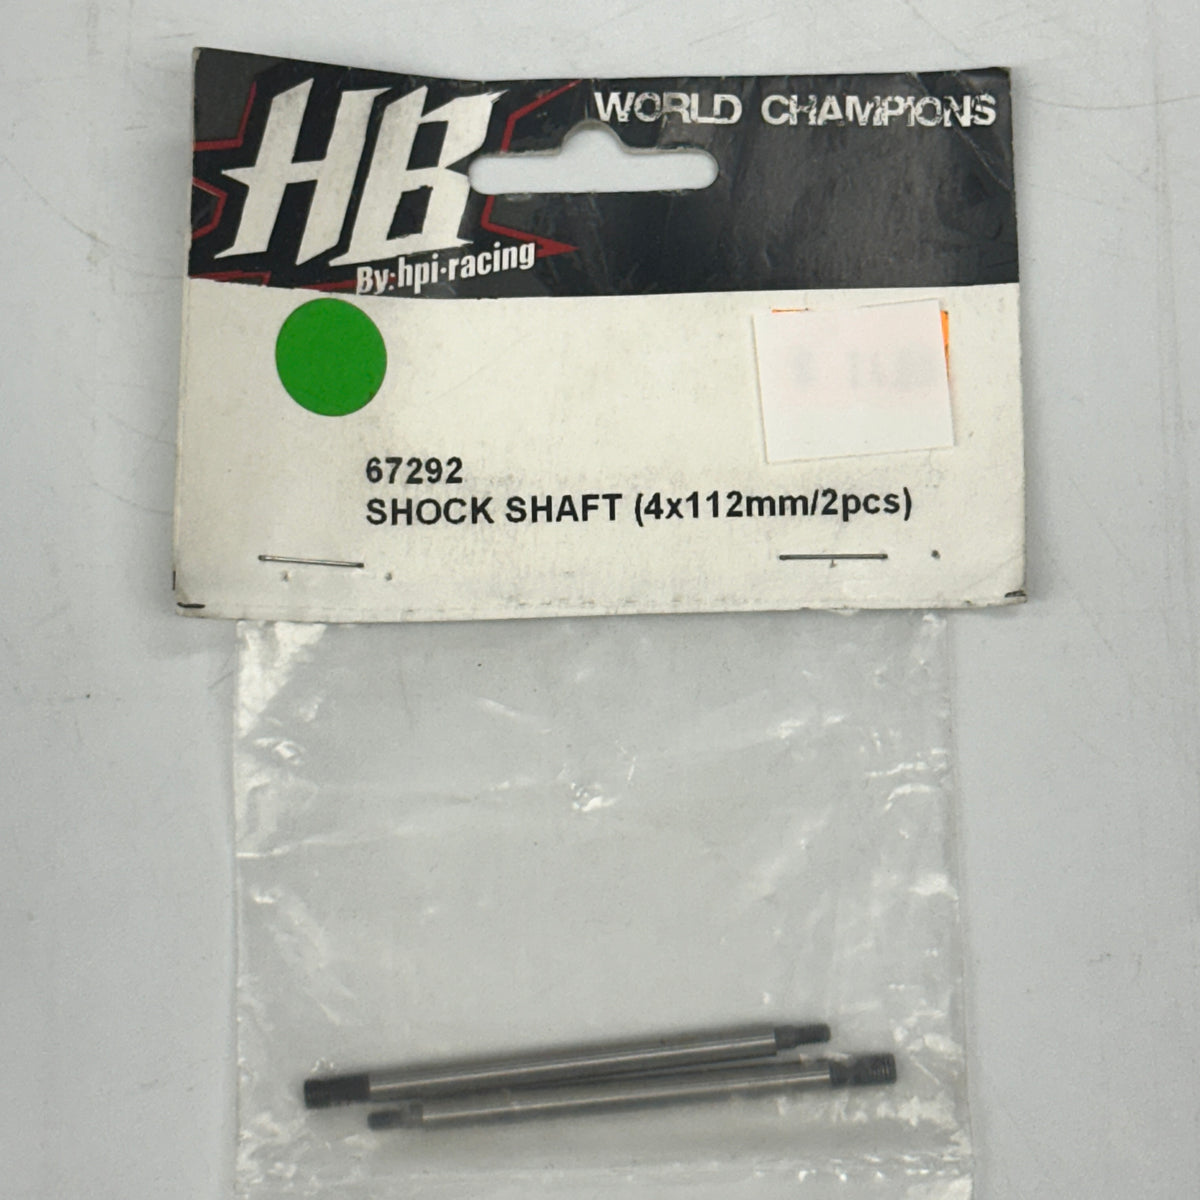 HB
WORLD CHAMPIONS
By:hpi·racing
67292
SHOCK SHAFT (4x112mm/2pcs)